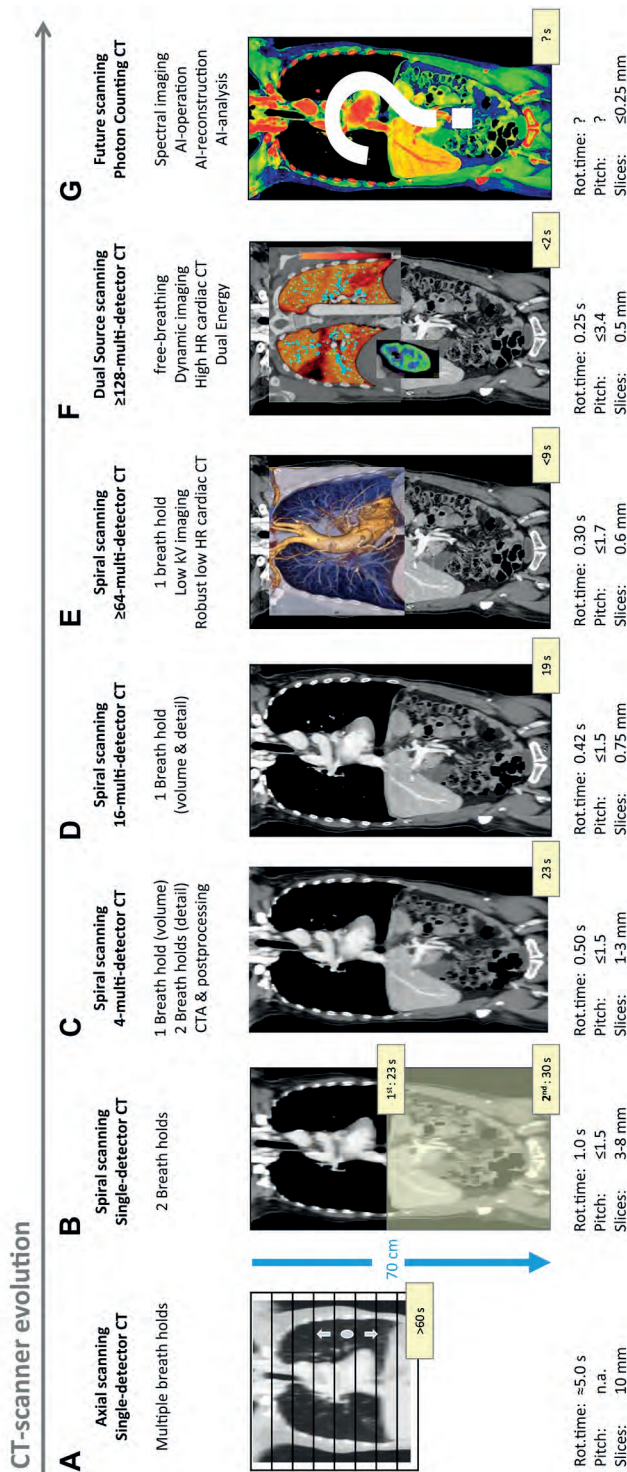 CT-scanner evolution
A
Axial scanning
Single-detector CT
Multiple breath holds
>60 s
Rot.time: ≈5.0 s
Pitch: n.a.
Slices: 10 mm
70 cm
B
Spiral scanning
Single-detector CT
2 Breath holds
1st : 23 s
2nd : 30 s
Rot.time: 1.0 s
Pitch: ≤1.5
Slices: 3-8 mm
C
Spiral scanning
4-multi-detector CT
1 Breath hold (volume)
2 Breath holds (detail)
CTA & postprocessing
23 s
Rot.time: 0.50 s
Pitch: ≤1.5
Slices: 1-3 mm
D
Spiral scanning
16-multi-detector CT
1 Breath hold
(volume & detail)
19 s
Rot.time: 0.42 s
Pitch: ≤1.5
Slices: 0.75 mm
E
Spiral scanning
≥64-multi-detector CT
1 breath hold
Low kV imaging
Robust low HR cardiac CT
<9 s
Rot.time: 0.30 s
Pitch: ≤1.7
Slices: 0.6 mm
F
Dual Source scanning
≥128-multi-detector CT
free-breathing
Dynamic imaging
High HR cardiac CT
Dual Energy
<2 s
Rot.time: 0.25 s
Pitch: ≤3.4
Slices: 0.5 mm
G
Future scanning
Photon Counting CT
Spectral imaging
AI-operation
AI-reconstruction
AI-analysis
?
? s
Rot.time: ?
Pitch: ?
Slices: ≤0.25 mm